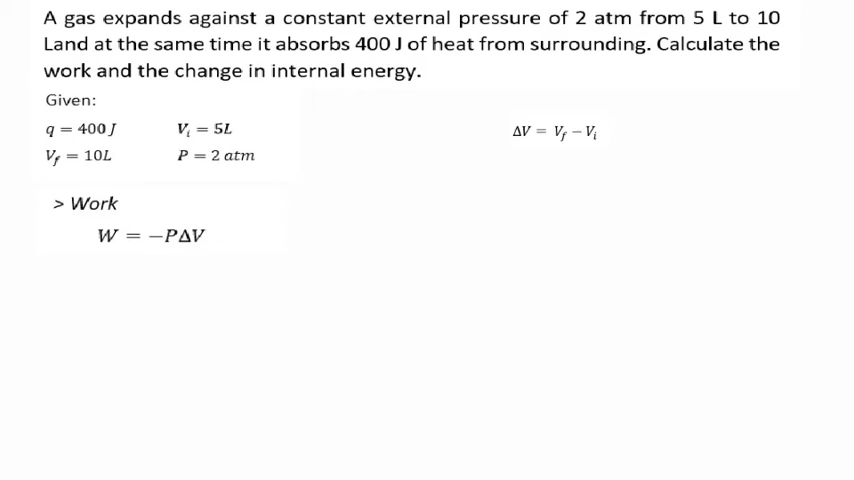 A gas expands against a constant external pressure of 2 atm from 5 L to 10
Land at the same time it absorbs 400 J of heat from surrounding. Calculate the
work and the change in internal energy.
Given:
q = 400 J  V_i = 5L
V_f = 10L  P = 2 atm
ΔV = V_f − V_i
> Work
W = −PΔV